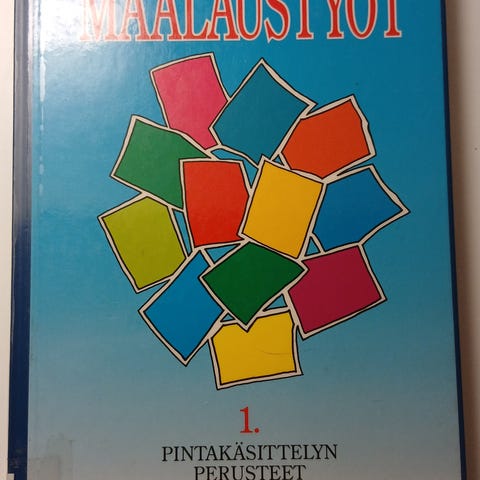 MAALAUSTYÖT
1.
PINTAKÄSITTELYN
PERUSTEET